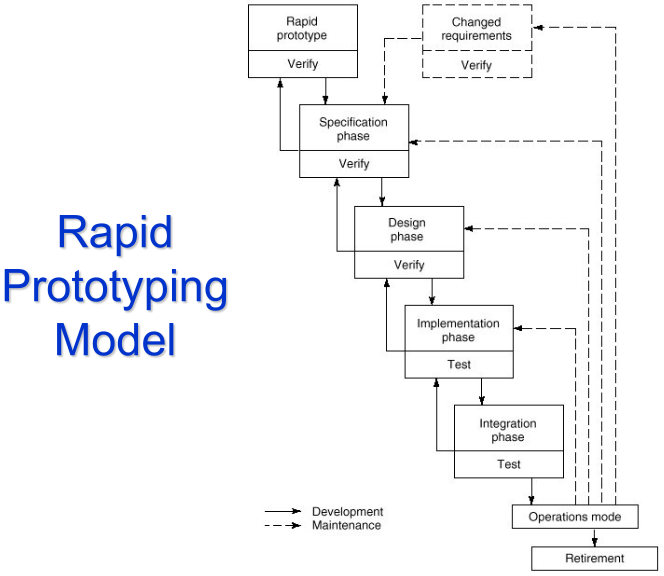 Rapid
prototype
Verify
Changed
requirements
Verify
Specification
phase
Verify
Rapid
Prototyping
Model
Design
phase
Verify
Implementation
phase
Test
Integration
phase
Test
Development
Maintenance
Operations mode
Retirement